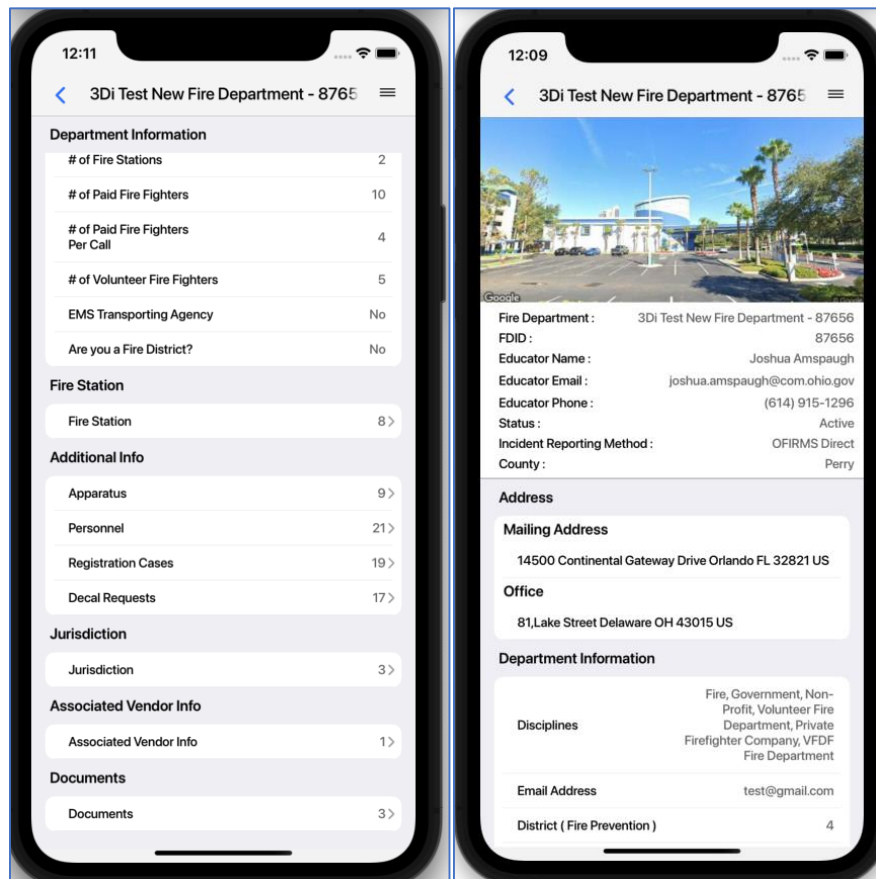 12:11
3Di Test New Fire Department - 8765
Department Information
# of Fire Stations 2
# of Paid Fire Fighters 10
# of Paid Fire Fighters
Per Call 4
# of Volunteer Fire Fighters 5
EMS Transporting Agency No
Are you a Fire District? No
Fire Station
Fire Station 8
Additional Info
Apparatus 9
Personnel 21
Registration Cases 19
Decal Requests 17
Jurisdiction
Jurisdiction 3
Associated Vendor Info
Associated Vendor Info 1
Documents
Documents 3
12:09
3Di Test New Fire Department - 8765
Google
Fire Department : 3Di Test New Fire Department - 87656
FDID : 87656
Educator Name : Joshua Amspaugh
Educator Email : joshua.amspaugh@com.ohio.gov
Educator Phone : (614) 915-1296
Status : Active
Incident Reporting Method : OFIRMS Direct
County : Perry
Address
Mailing Address
14500 Continental Gateway Drive Orlando FL 32821 US
Office
81,Lake Street Delaware OH 43015 US
Department Information
Disciplines Fire, Government, Non-
Profit, Volunteer Fire
Department, Private
Firefighter Company, VFDF
Fire Department
Email Address test@gmail.com
District ( Fire Prevention ) 4